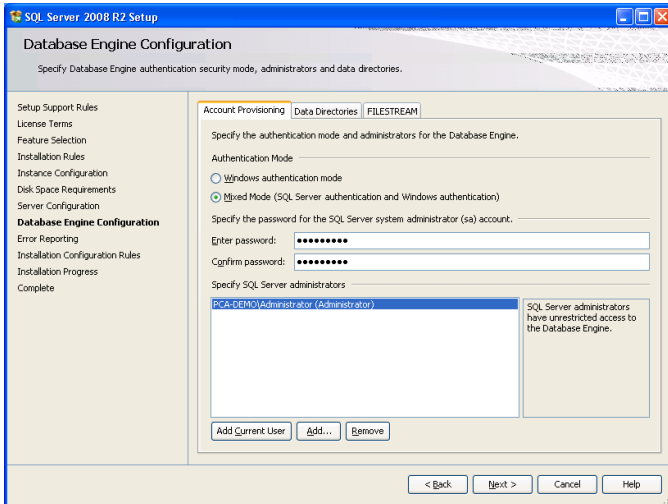 SQL Server 2008 R2 Setup
Database Engine Configuration
Specify Database Engine authentication security mode, administrators and data directories.
Setup Support Rules
License Terms
Feature Selection
Installation Rules
Instance Configuration
Disk Space Requirements
Server Configuration
Database Engine Configuration
Error Reporting
Installation Configuration Rules
Installation Progress
Complete
Account Provisioning Data Directories FILESTREAM
Specify the authentication mode and administrators for the Database Engine.
Authentication Mode
Windows authentication mode
Mixed Mode (SQL Server authentication and Windows authentication)
Specify the password for the SQL Server system administrator (sa) account.
Enter password: ●●●●●●●●●
Confirm password: ●●●●●●●●●
Specify SQL Server administrators
PCA-DEMO\Administrator (Administrator)
SQL Server administrators
have unrestricted access to
the Database Engine.
Add Current User Add... Remove
< Back Next > Cancel Help